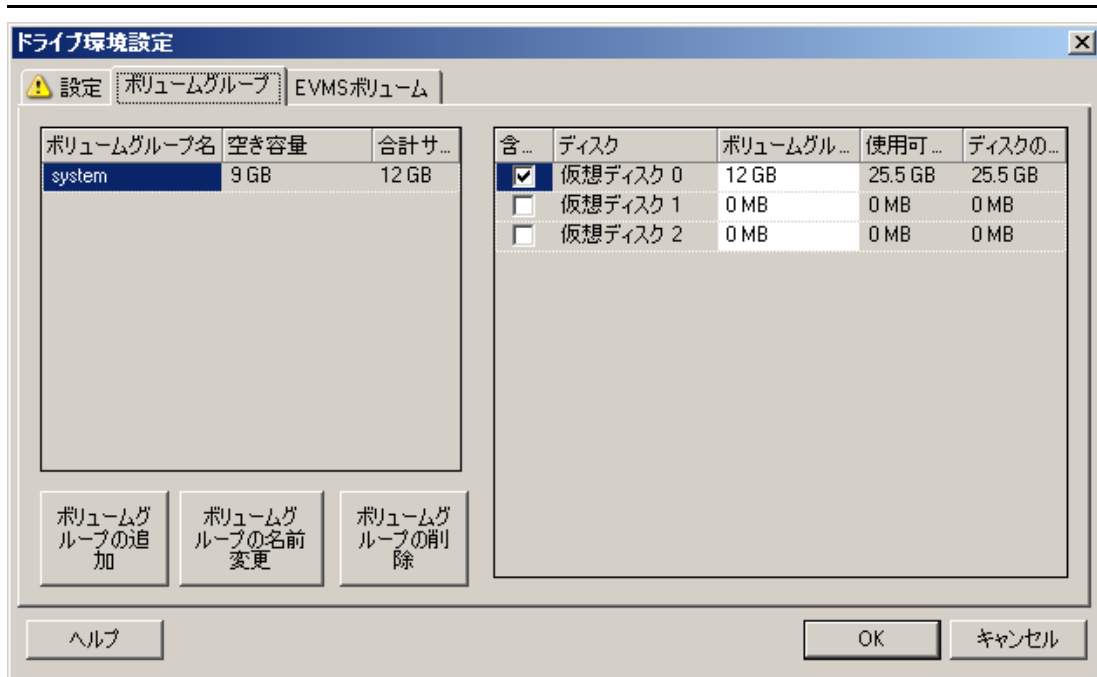 ドライブ環境設定
設定 ボリュームグループ EVMSボリューム
ボリュームグループ名 空き容量 合計サ...
system 9 GB 12 GB
含... ディスク ボリュームグル... 使用可... ディスクの...
仮想ディスク 0 12 GB 25.5 GB 25.5 GB
仮想ディスク 1 0 MB 0 MB 0 MB
仮想ディスク 2 0 MB 0 MB 0 MB
ボリュームグ
ループの追
加
ボリュームグ
ループの名前
変更
ボリュームグ
ループの削
除
ヘルプ OK キャンセル